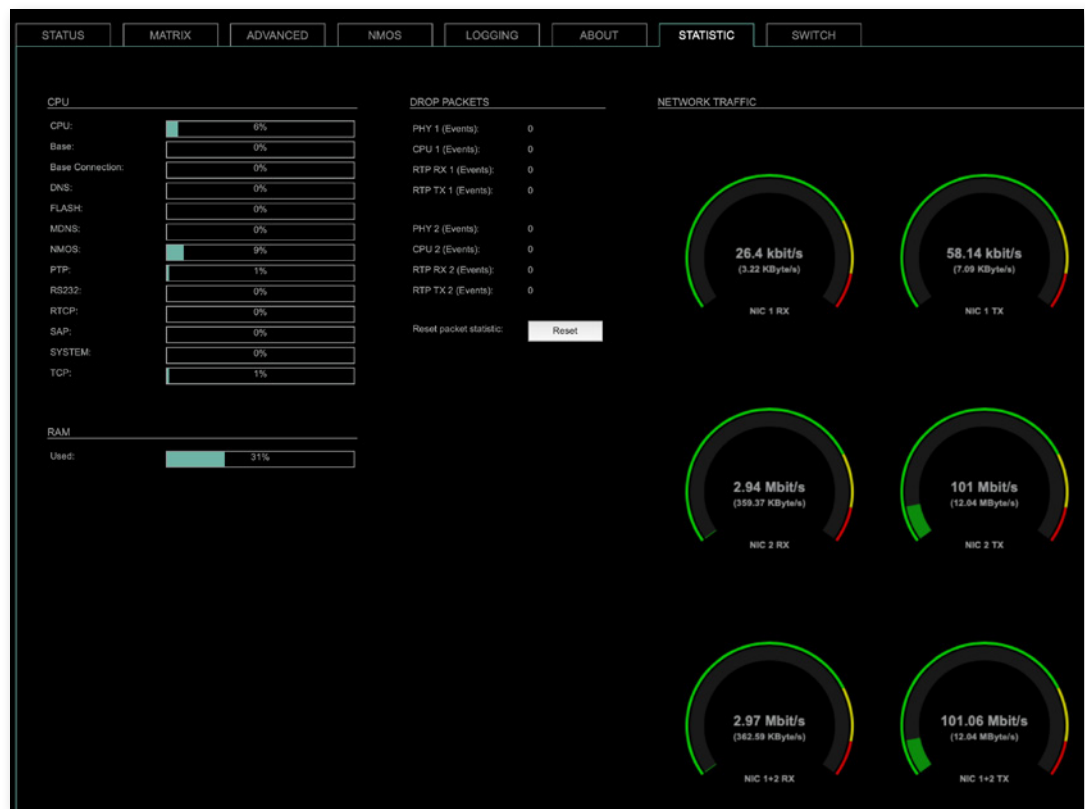 STATUS MATRIX ADVANCED NMOS LOGGING ABOUT STATISTIC SWITCH
CPU
CPU: 6%
Base: 0%
Base Connection: 0%
DNS: 0%
FLASH: 0%
MDNS: 0%
NMOS: 9%
PTP: 1%
RS232: 0%
RTCP: 0%
SAP: 0%
SYSTEM: 0%
TCP: 1%
RAM
Used: 31%
DROP PACKETS
PHY 1 (Events): 0
CPU 1 (Events): 0
RTP RX 1 (Events): 0
RTP TX 1 (Events): 0
PHY 2 (Events): 0
CPU 2 (Events): 0
RTP RX 2 (Events): 0
RTP TX 2 (Events): 0
Reset packet statistic: Reset
NETWORK TRAFFIC
26.4 kbit/s
(3.22 KByte/s)
NIC 1 RX
58.14 kbit/s
(7.09 KByte/s)
NIC 1 TX
2.94 Mbit/s
(359.37 KByte/s)
NIC 2 RX
101 Mbit/s
(12.04 MByte/s)
NIC 2 TX
2.97 Mbit/s
(362.59 KByte/s)
NIC 1+2 RX
101.06 Mbit/s
(12.04 MByte/s)
NIC 1+2 TX